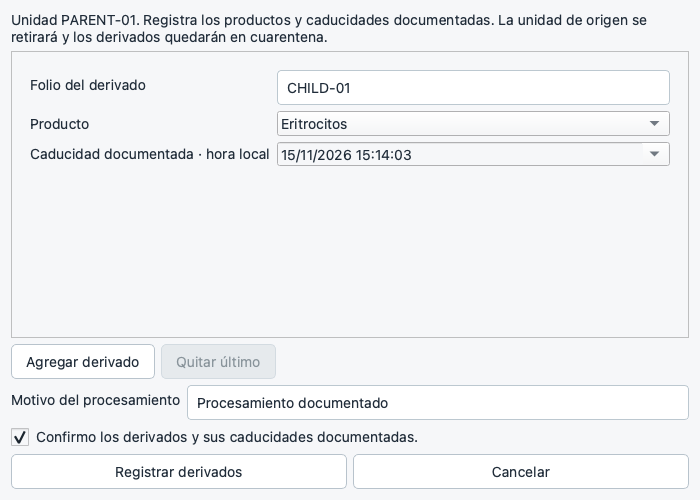 Unidad PARENT-01. Registra los productos y caducidades documentadas. La unidad de origen se
retirará y los derivados quedarán en cuarentena.
Folio del derivado
CHILD-01
Producto
Eritrocitos
Caducidad documentada · hora local
15/11/2026 15:14:03
Agregar derivado
Quitar último
Motivo del procesamiento
Procesamiento documentado
Confirmo los derivados y sus caducidades documentadas.
Registrar derivados
Cancelar